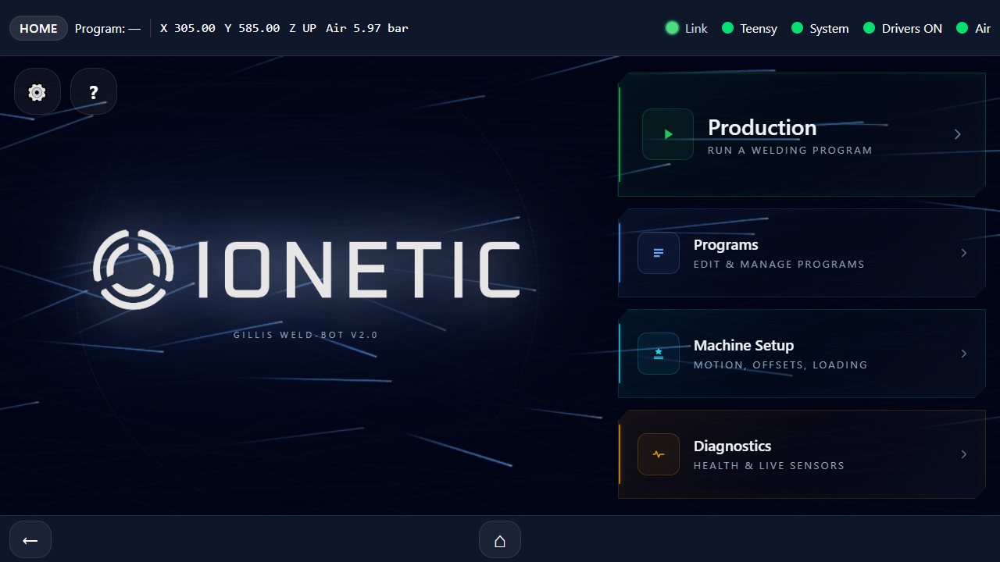 HOME Program: — X 305.00 Y 585.00 Z UP Air 5.97 bar Link Teensy System Drivers ON Air
?
Production
RUN A WELDING PROGRAM
Programs
EDIT & MANAGE PROGRAMS
IONETIC
GILLIS WELD-BOT V2.0
Machine Setup
MOTION, OFFSETS, LOADING
Diagnostics
HEALTH & LIVE SENSORS